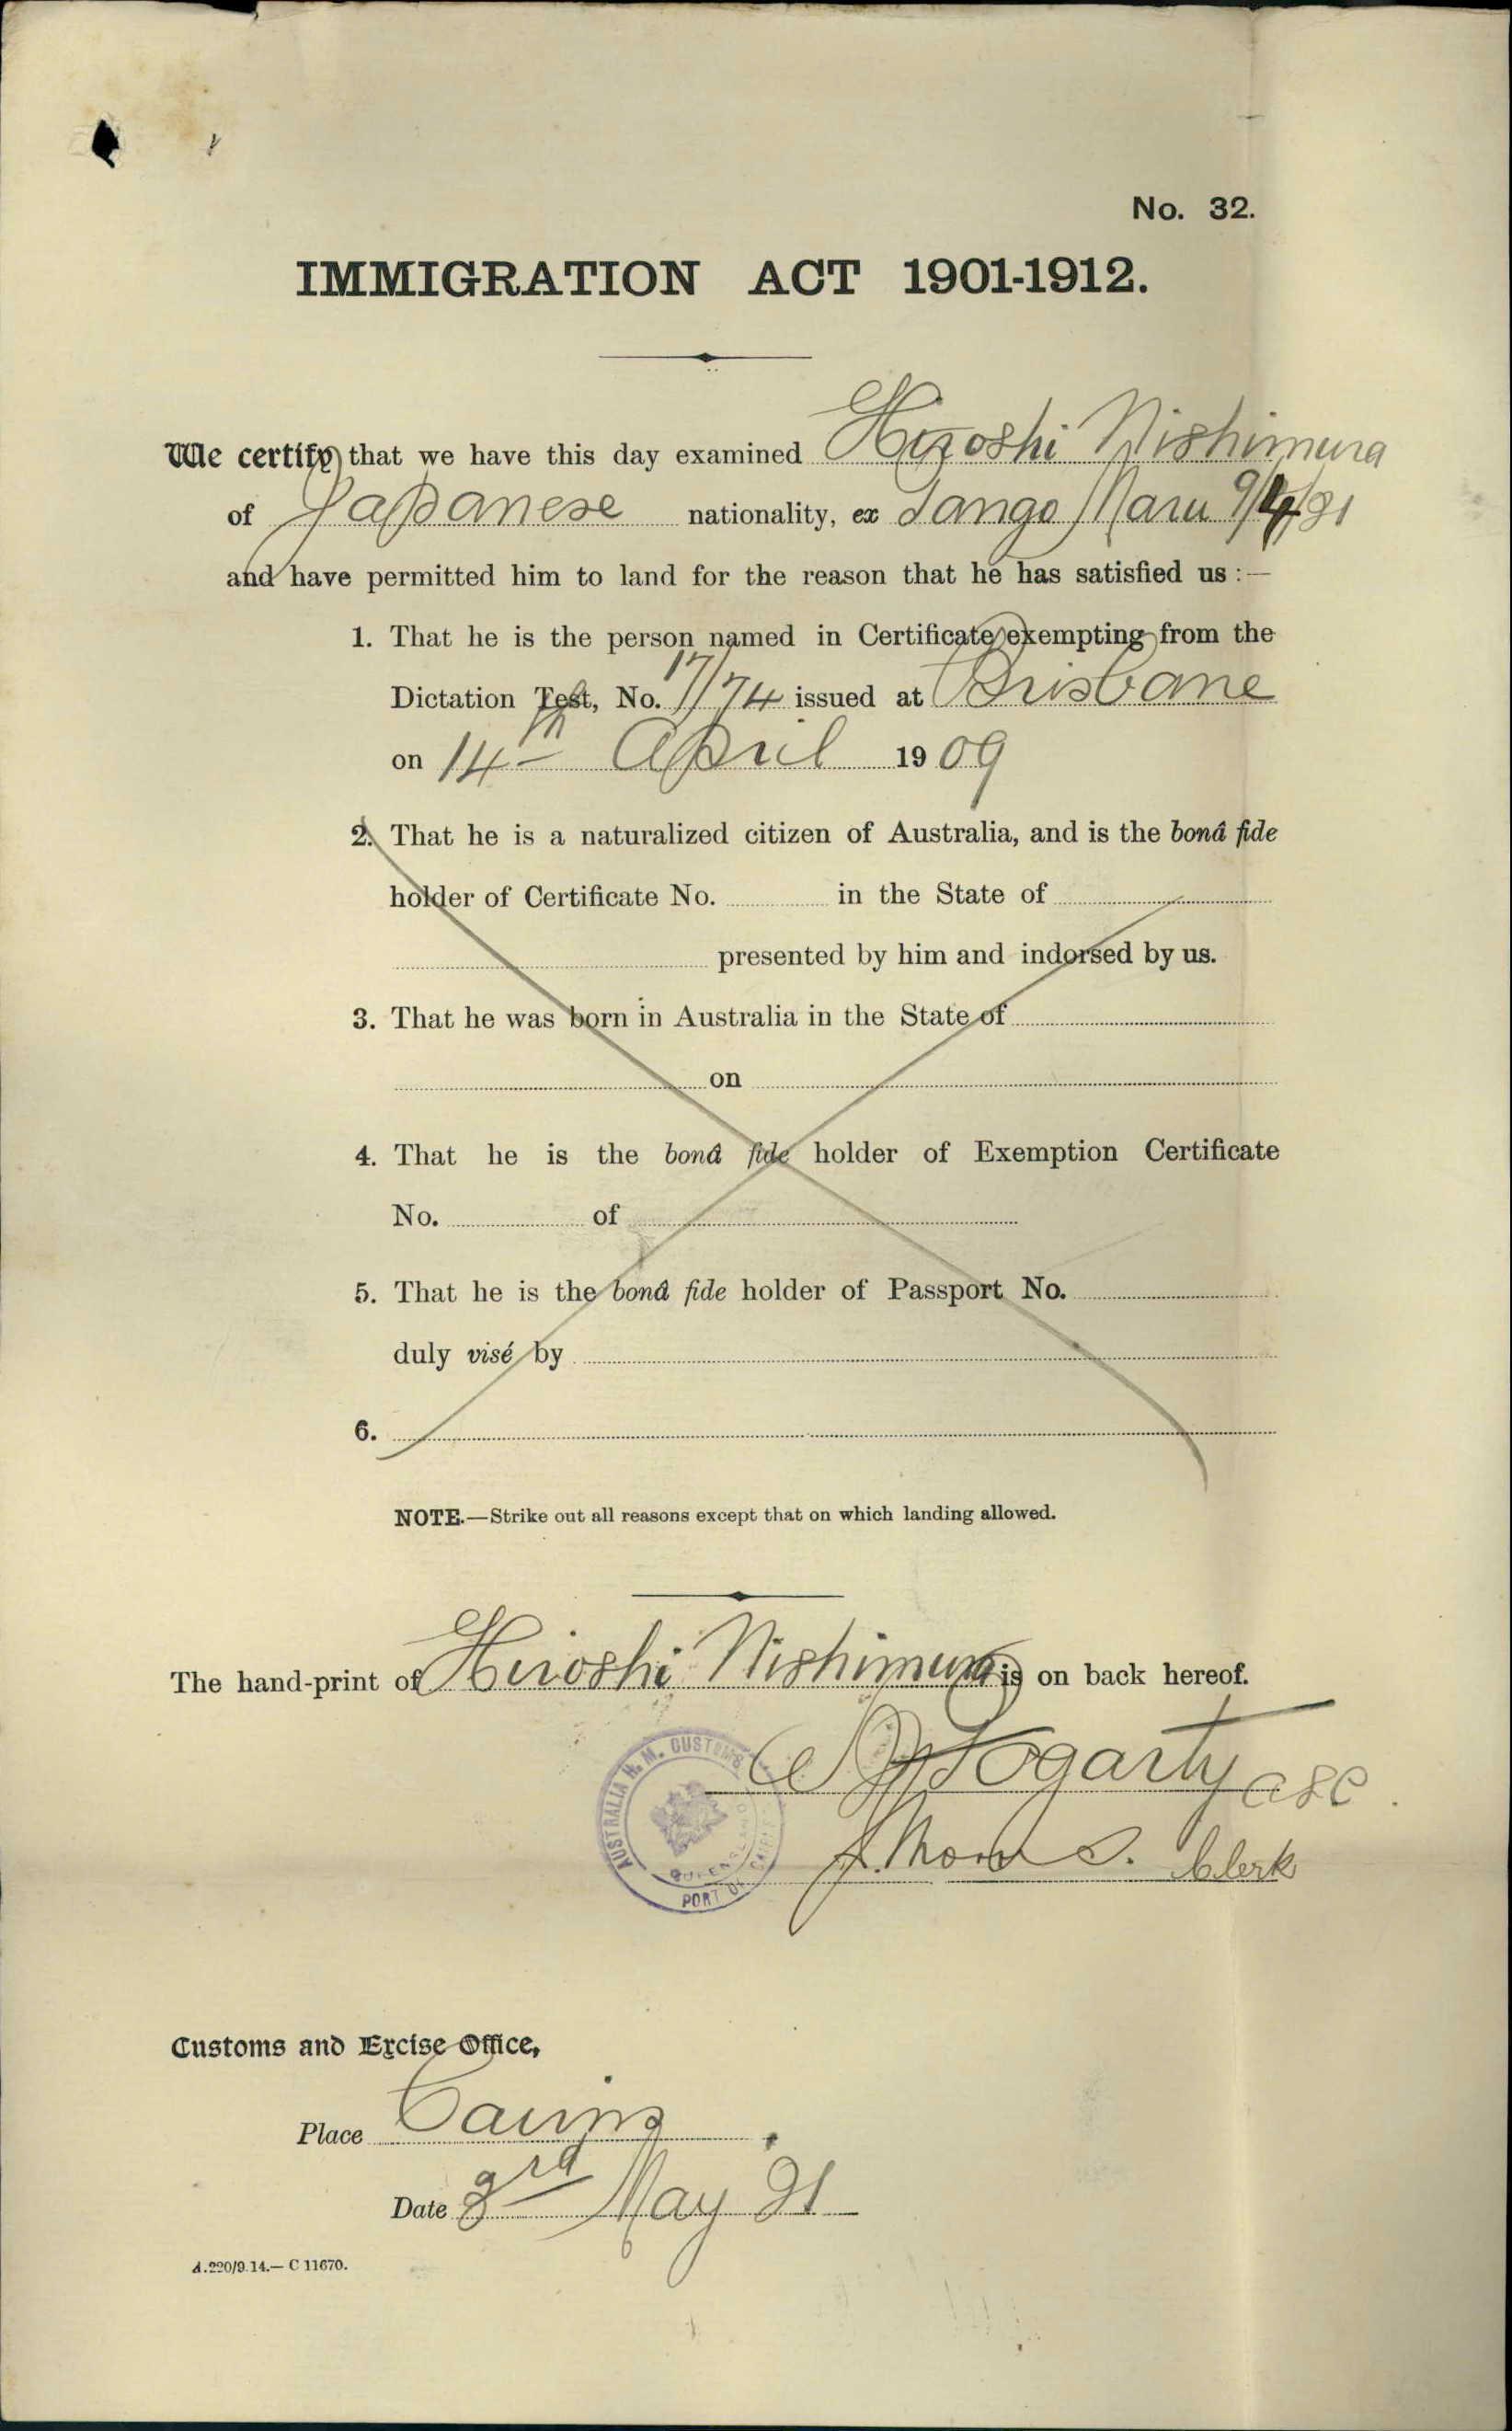 No. 32.
IMMIGRATION ACT 1901-1912.
We certify that we have this day examined Hiroshi Nishimura
of Japanese nationality, ex Tango Maru 9/4/21
and have permitted him to land for the reason that he has satisfied us :—
1. That he is the person named in Certificate exempting from the
Dictation Test, No. 17/74 issued at Brisbane
on 14th April 1909
2. That he is a naturalized citizen of Australia, and is the bonâ fide
holder of Certificate No. in the State of
presented by him and indorsed by us.
3. That he was born in Australia in the State of
on
4. That he is the bonâ fide holder of Exemption Certificate
No. of
5. That he is the bonâ fide holder of Passport No.
duly visé by
6.
NOTE.—Strike out all reasons except that on which landing allowed.
The hand-print of Hiroshi Nishimura is on back hereof.
Fogarty
AUSTRALIA H.M. CUSTOMS
QUEENSLAND
PORT OF CAIRNS
Clerk
Customs and Excise Office,
Place Cairns
Date 3rd May 21
A.220/9.14.— C 11670.